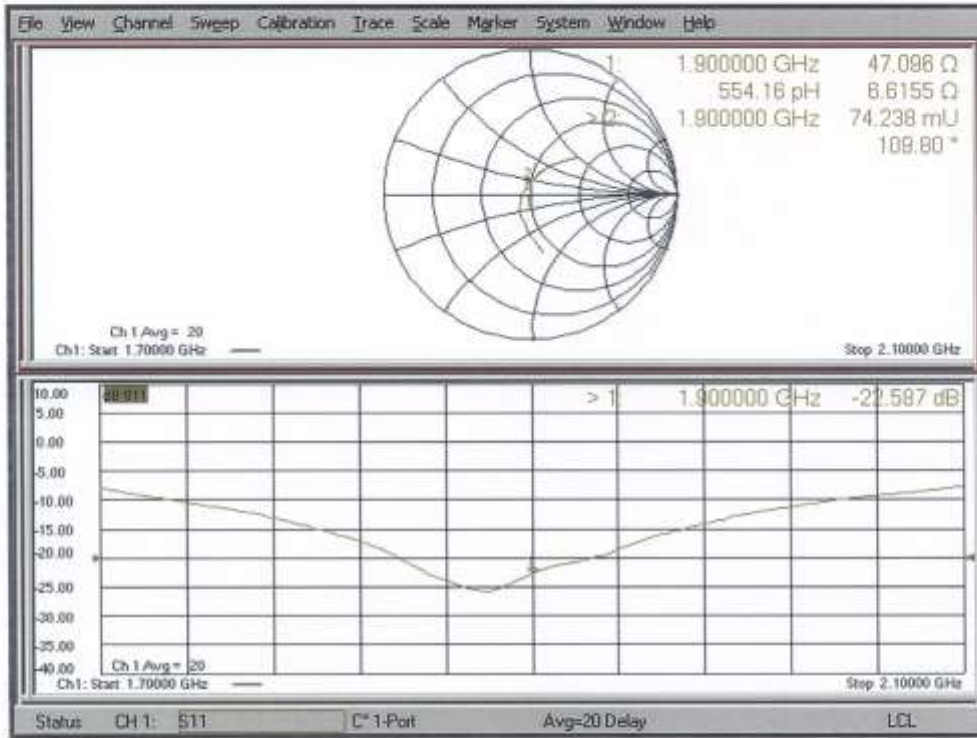 File View Channel Sweep Calibration Trace Scale Marker System Window Help
1: 1.900000 GHz 47.096 Ω
554.16 pH 6.6155 Ω
> 2: 1.900000 GHz 74.238 mU
109.80 °
Ch 1 Avg = 20
Ch1: Start 1.70000 GHz
Stop 2.10000 GHz
10.00
> 1: 1.900000 GHz -22.587 dB
5.00
0.00
-5.00
-10.00
-15.00
-20.00
-25.00
-30.00
-35.00
-40.00
Ch 1 Avg = 20
Ch1: Start 1.70000 GHz
Stop 2.10000 GHz
Status CH 1: S11 C* 1-Port Avg=20 Delay LCL